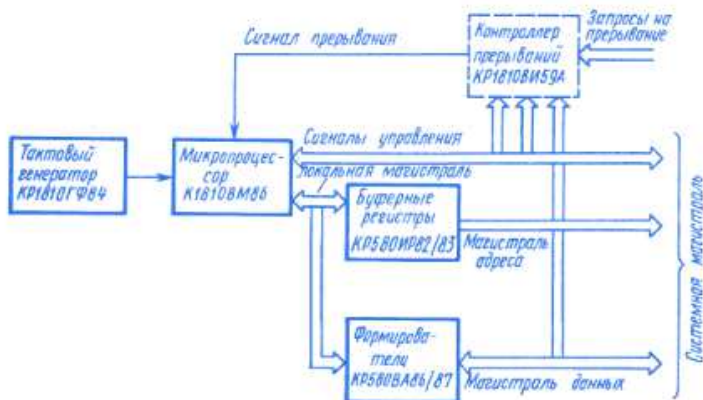 Запросы на
прерывание
Сигнал прерывания
Контроллер
прерываний
КР1810ВИ59А
Сигналы управления
Тактовый
генератор
КР1810ГФ84
Микропроцес-
сор
К1810ВМ86
Локальная магистраль
Буферные
регистры
КР580ИР82/83
Магистраль
адреса
Формирова-
тели
КР580ВА86/87
Магистраль данных
Системная магистраль